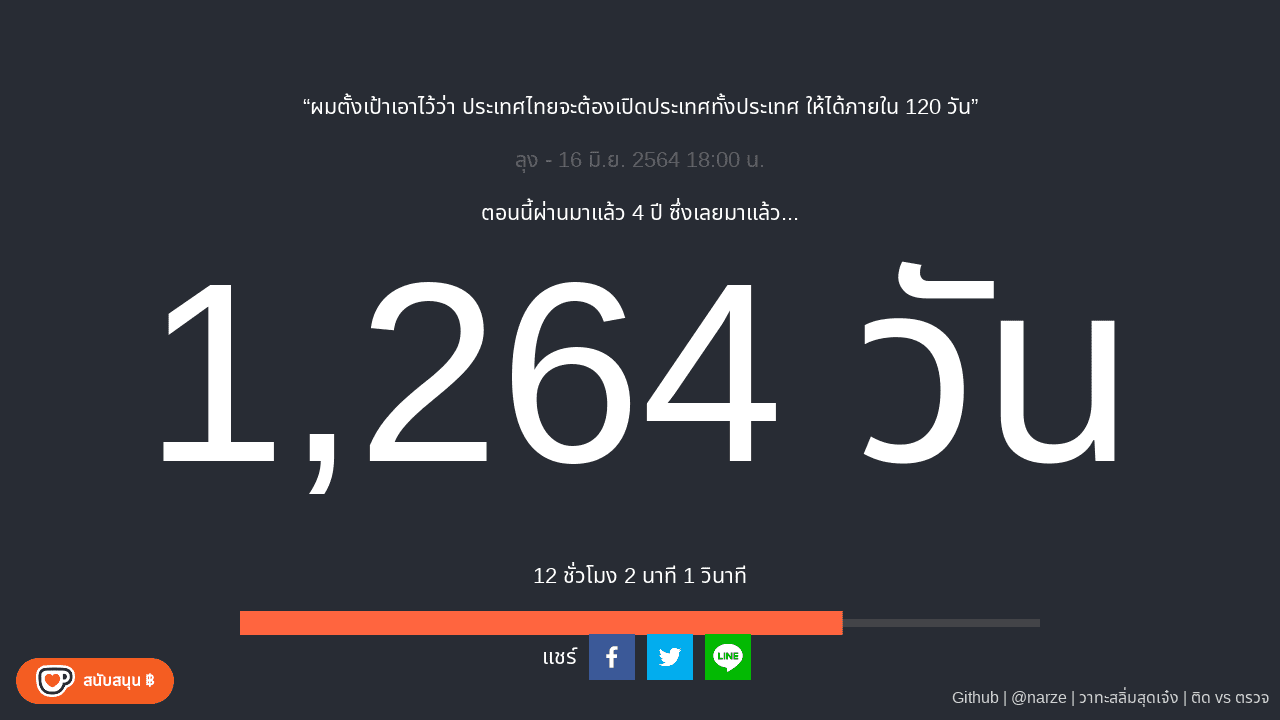 “ผมตั้งเป้าเอาไว้ว่า ประเทศไทยจะต้องเปิดประเทศทั้งประเทศ ให้ได้ภายใน 120 วัน”
ลุง - 16 มิ.ย. 2564 18:00 น.
ตอนนี้ผ่านมาแล้ว 4 ปี ซึ่งเลยมาแล้ว...
1,264 วัน
12 ชั่วโมง 2 นาที 1 วินาที
แชร์
LINE
สนับสนุน ฿
Github | @narze | วาทะสลิ่มสุดเจ๋ง | ติด vs ตรวจ